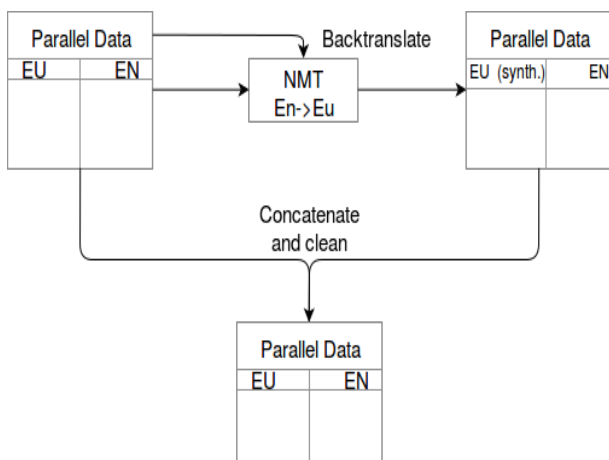 Parallel Data
EU EN
Backtranslate
NMT
En->Eu
Parallel Data
EU (synth.) EN
Concatenate
and clean
Parallel Data
EU EN